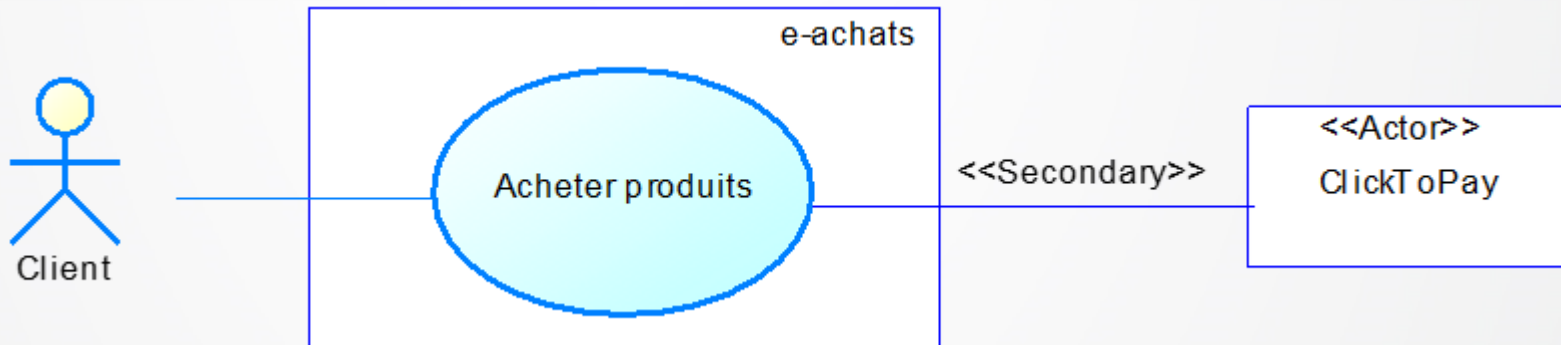 e-achats
<<Actor>>
<<Secondary>>
ClickToPay
Acheter produits
Client